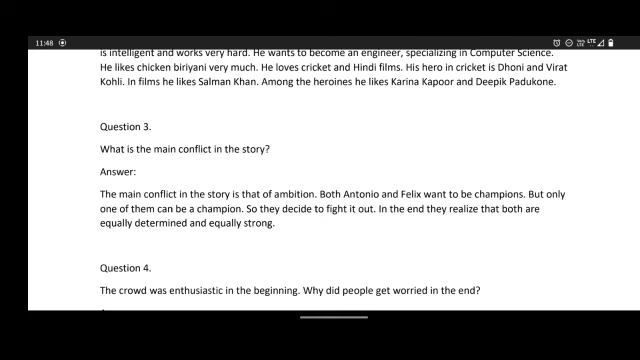 11:48
LTE
is intelligent and works very hard. He wants to become an engineer, specializing in Computer Science.
He likes chicken biriyani very much. He loves cricket and Hindi films. His hero in cricket is Dhoni and Virat
Kohli. In films he likes Salman Khan. Among the heroines he likes Karina Kapoor and Deepik Padukone.
Question 3.
What is the main conflict in the story?
Answer:
The main conflict in the story is that of ambition. Both Antonio and Felix want to be champions. But only
one of them can be a champion. So they decide to fight it out. In the end they realize that both are
equally determined and equally strong.
Question 4.
The crowd was enthusiastic in the beginning. Why did people get worried in the end?